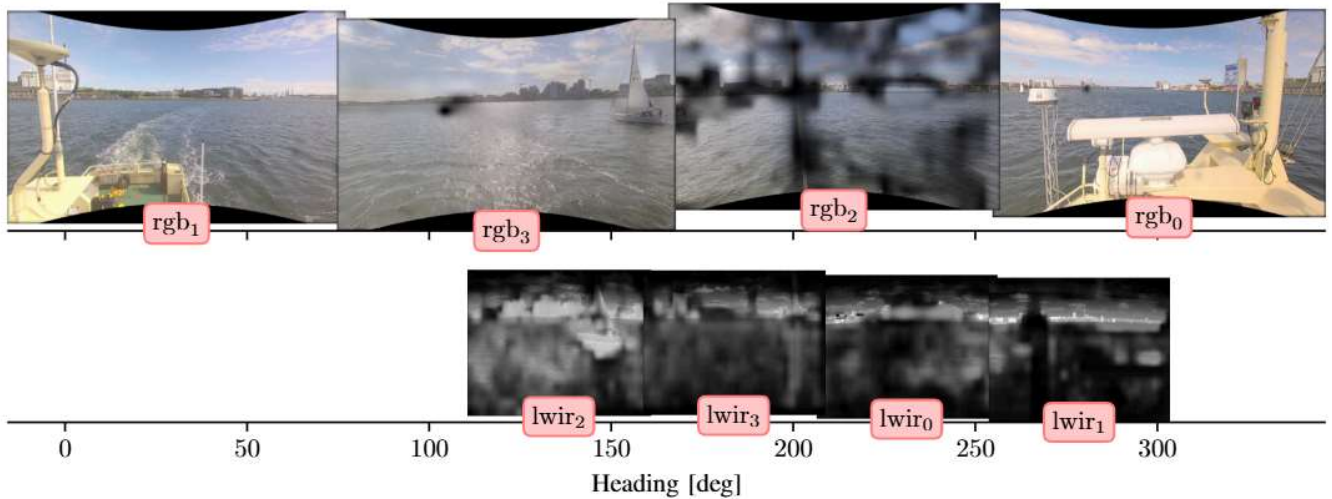 rgb₁ rgb₃ rgb₂ rgb₀
lwir₂ lwir₃ lwir₀ lwir₁
0 50 100 150 200 250 300
Heading [deg]